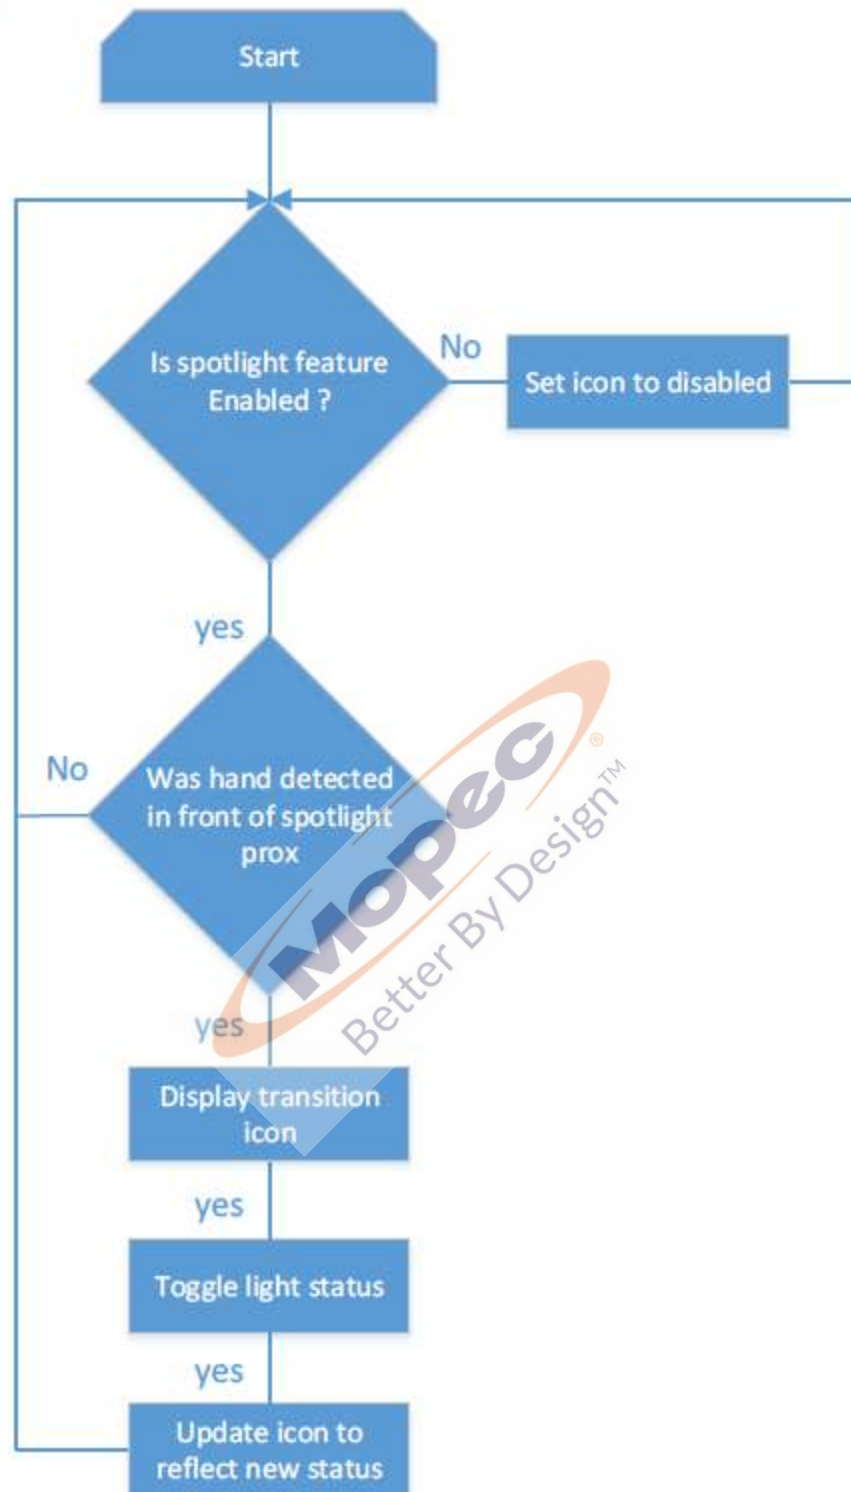 Start
Is spotlight feature
Enabled ?
No
Set icon to disabled
yes
No
Was hand detected
in front of spotlight
prox
Mopec®
Better By Design™
yes
Display transition
icon
yes
Toggle light status
yes
Update icon to
reflect new status